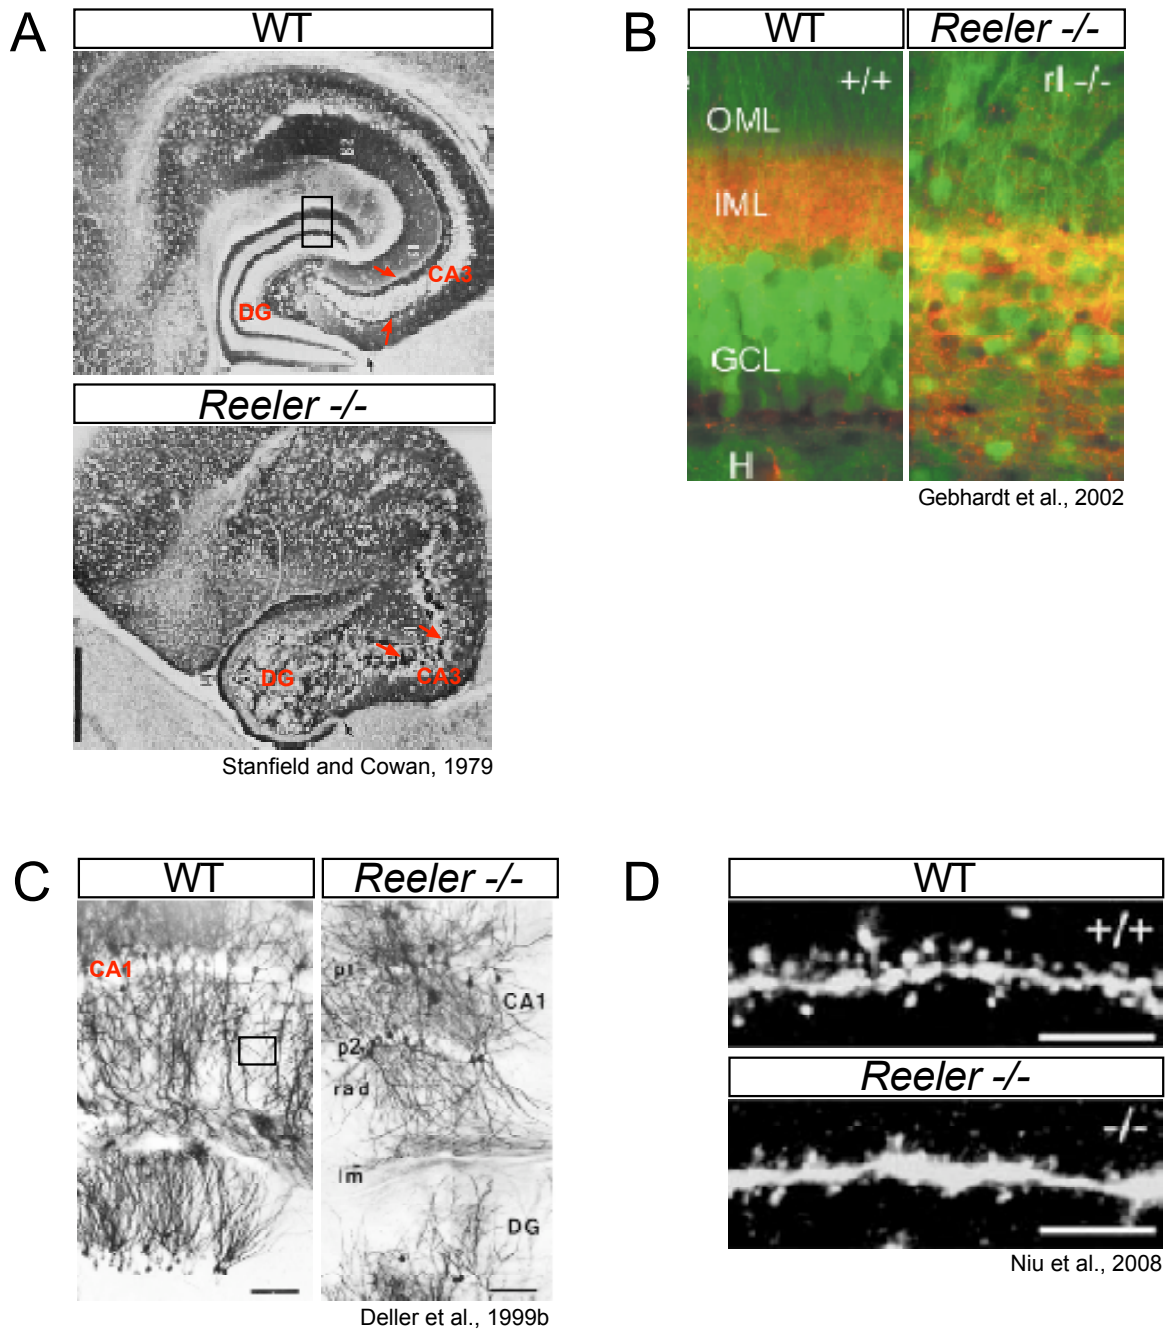 A
WT
CA3
DG
Reeler -/-
DG
CA3
Stanfield and Cowan, 1979
B
WT
Reeler -/-
+/+
rl -/-
OML
IML
GCL
H
Gebhardt et al., 2002
C
WT
Reeler -/-
CA1
p1
CA1
p2
rad
lm
DG
Deller et al., 1999b
D
WT
+/+
Reeler -/-
-/-
Niu et al., 2008